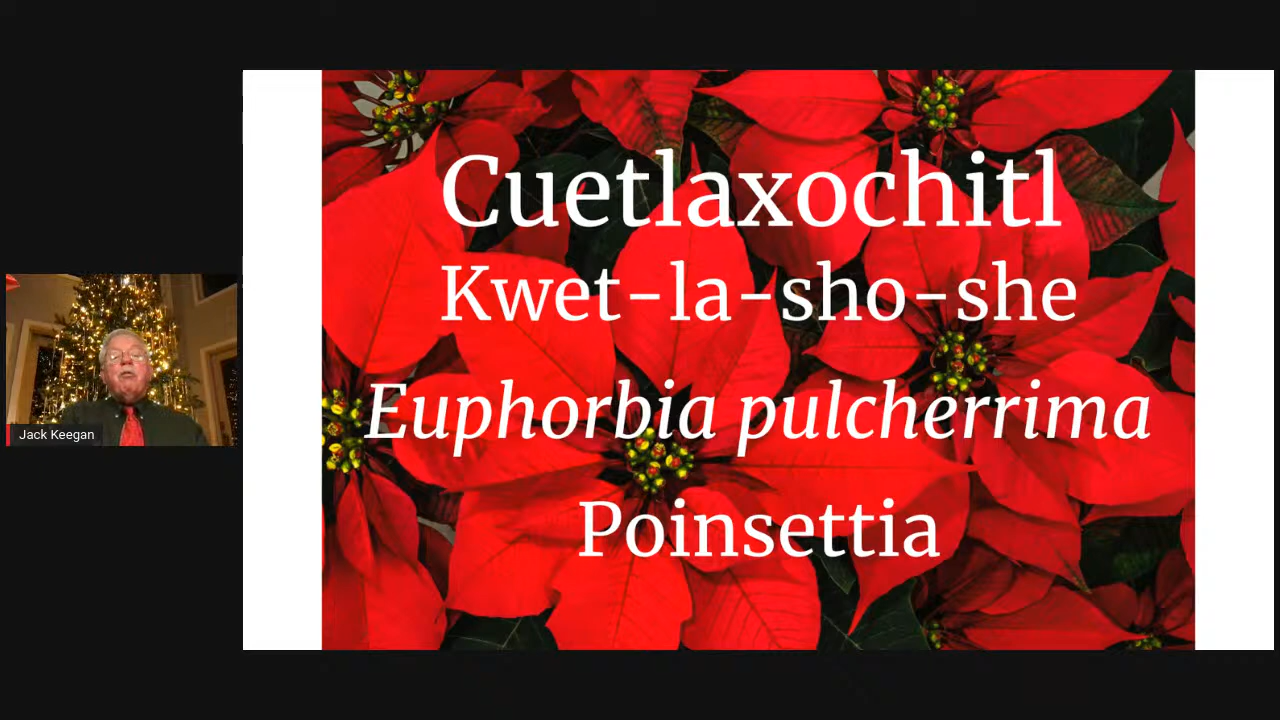 Cuetlaxochitl
Kwet-la-sho-she
Euphorbia pulcherrima
Poinsettia
Jack Keegan